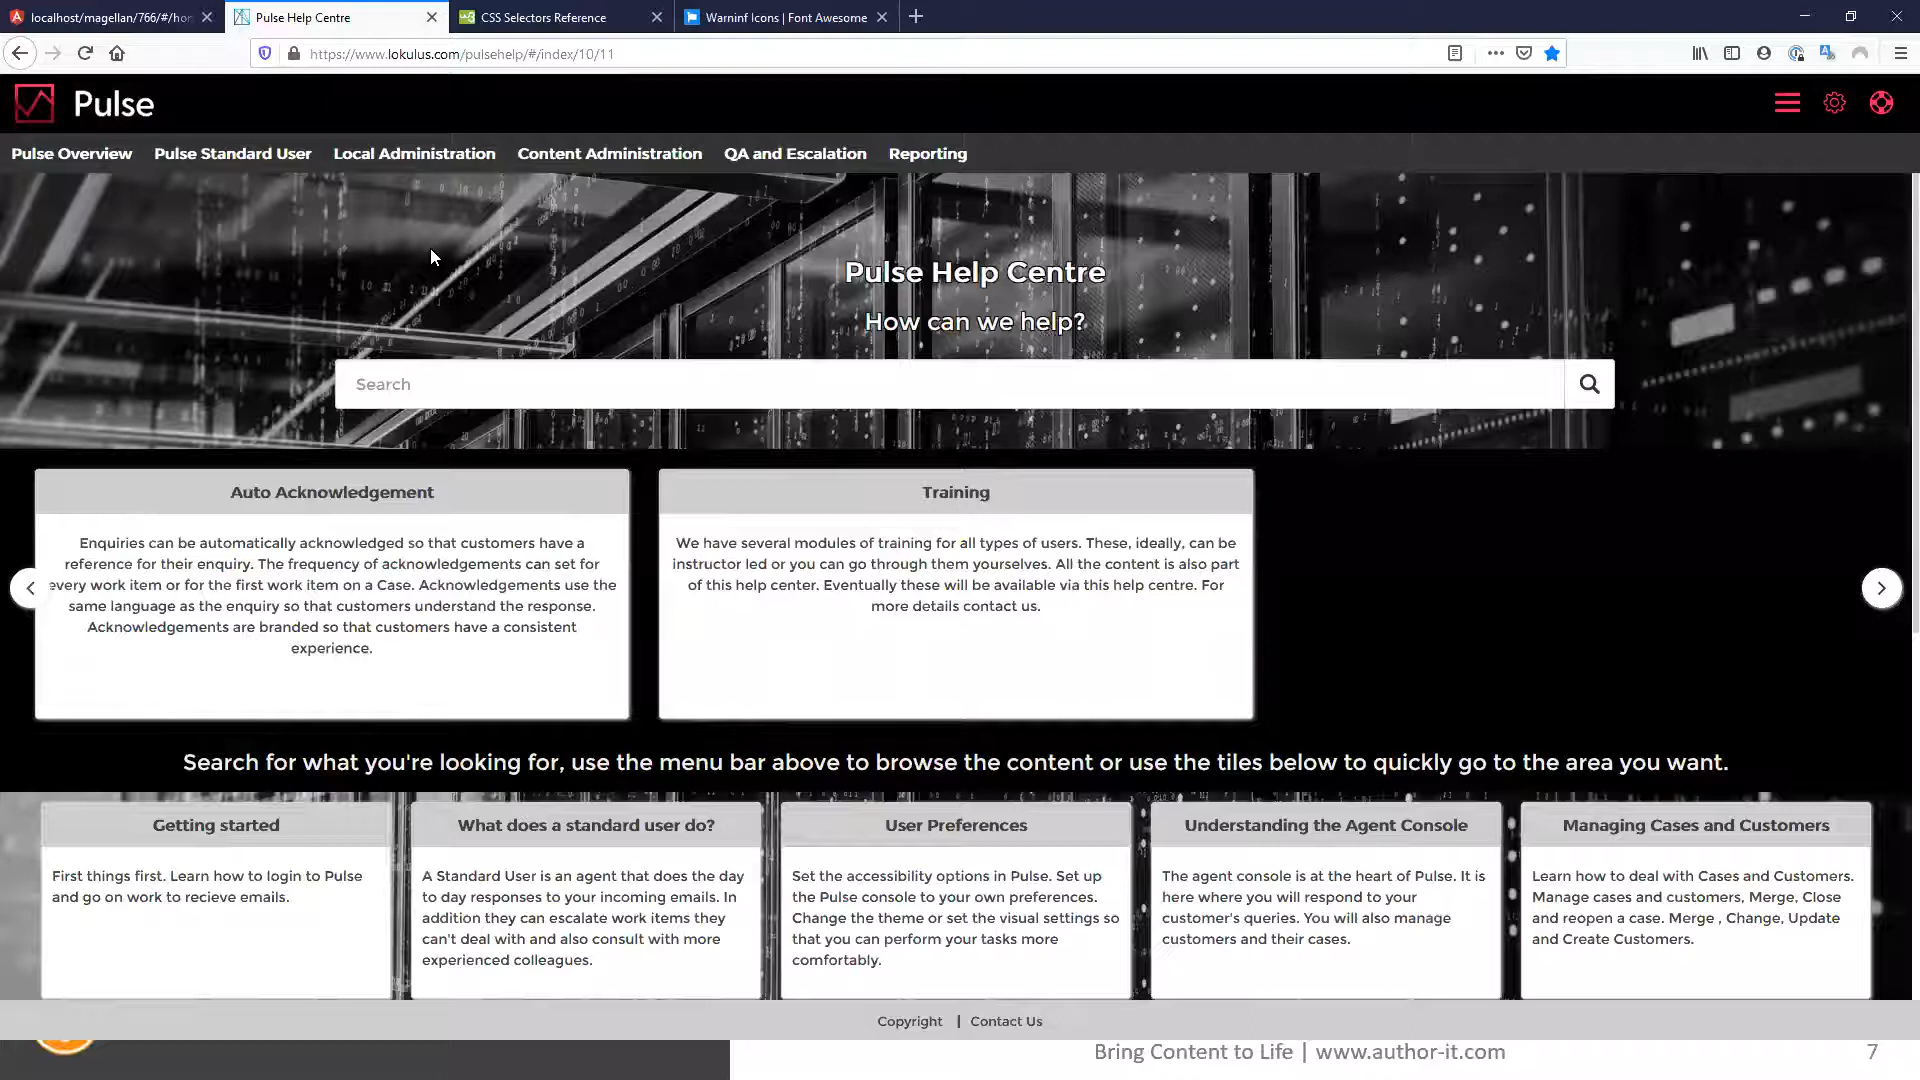 localhost/magellan/766/#/hor
Pulse Help Centre
CSS Selectors Reference
Warninf Icons | Font Awesome
https://www.lokulus.com/pulsehelp/#/index/10/11
Pulse
Pulse Overview Pulse Standard User Local Administration Content Administration QA and Escalation Reporting
Pulse Help Centre
How can we help?
Search
Auto Acknowledgement
Enquiries can be automatically acknowledged so that customers have a
reference for their enquiry. The frequency of acknowledgements can set for
every work item or for the first work item on a Case. Acknowledgements use the
same language as the enquiry so that customers understand the response.
Acknowledgements are branded so that customers have a consistent
experience.
Training
We have several modules of training for all types of users. These, ideally, can be
instructor led or you can go through them yourselves. All the content is also part
of this help center. Eventually these will be available via this help centre. For
more details contact us.
Search for what you're looking for, use the menu bar above to browse the content or use the tiles below to quickly go to the area you want.
Getting started
First things first. Learn how to login to Pulse
and go on work to recieve emails.
What does a standard user do?
A Standard User is an agent that does the day
to day responses to your incoming emails. In
addition they can escalate work items they
can't deal with and also consult with more
experienced colleagues.
User Preferences
Set the accessibility options in Pulse. Set up
the Pulse console to your own preferences.
Change the theme or set the visual settings so
that you can perform your tasks more
comfortably.
Understanding the Agent Console
The agent console is at the heart of Pulse. It is
here where you will respond to your
customer's queries. You will also manage
customers and their cases.
Managing Cases and Customers
Learn how to deal with Cases and Customers.
Manage cases and customers, Merge, Close
and reopen a case. Merge , Change, Update
and Create Customers.
Copyright | Contact Us
Bring Content to Life | www.author-it.com
7